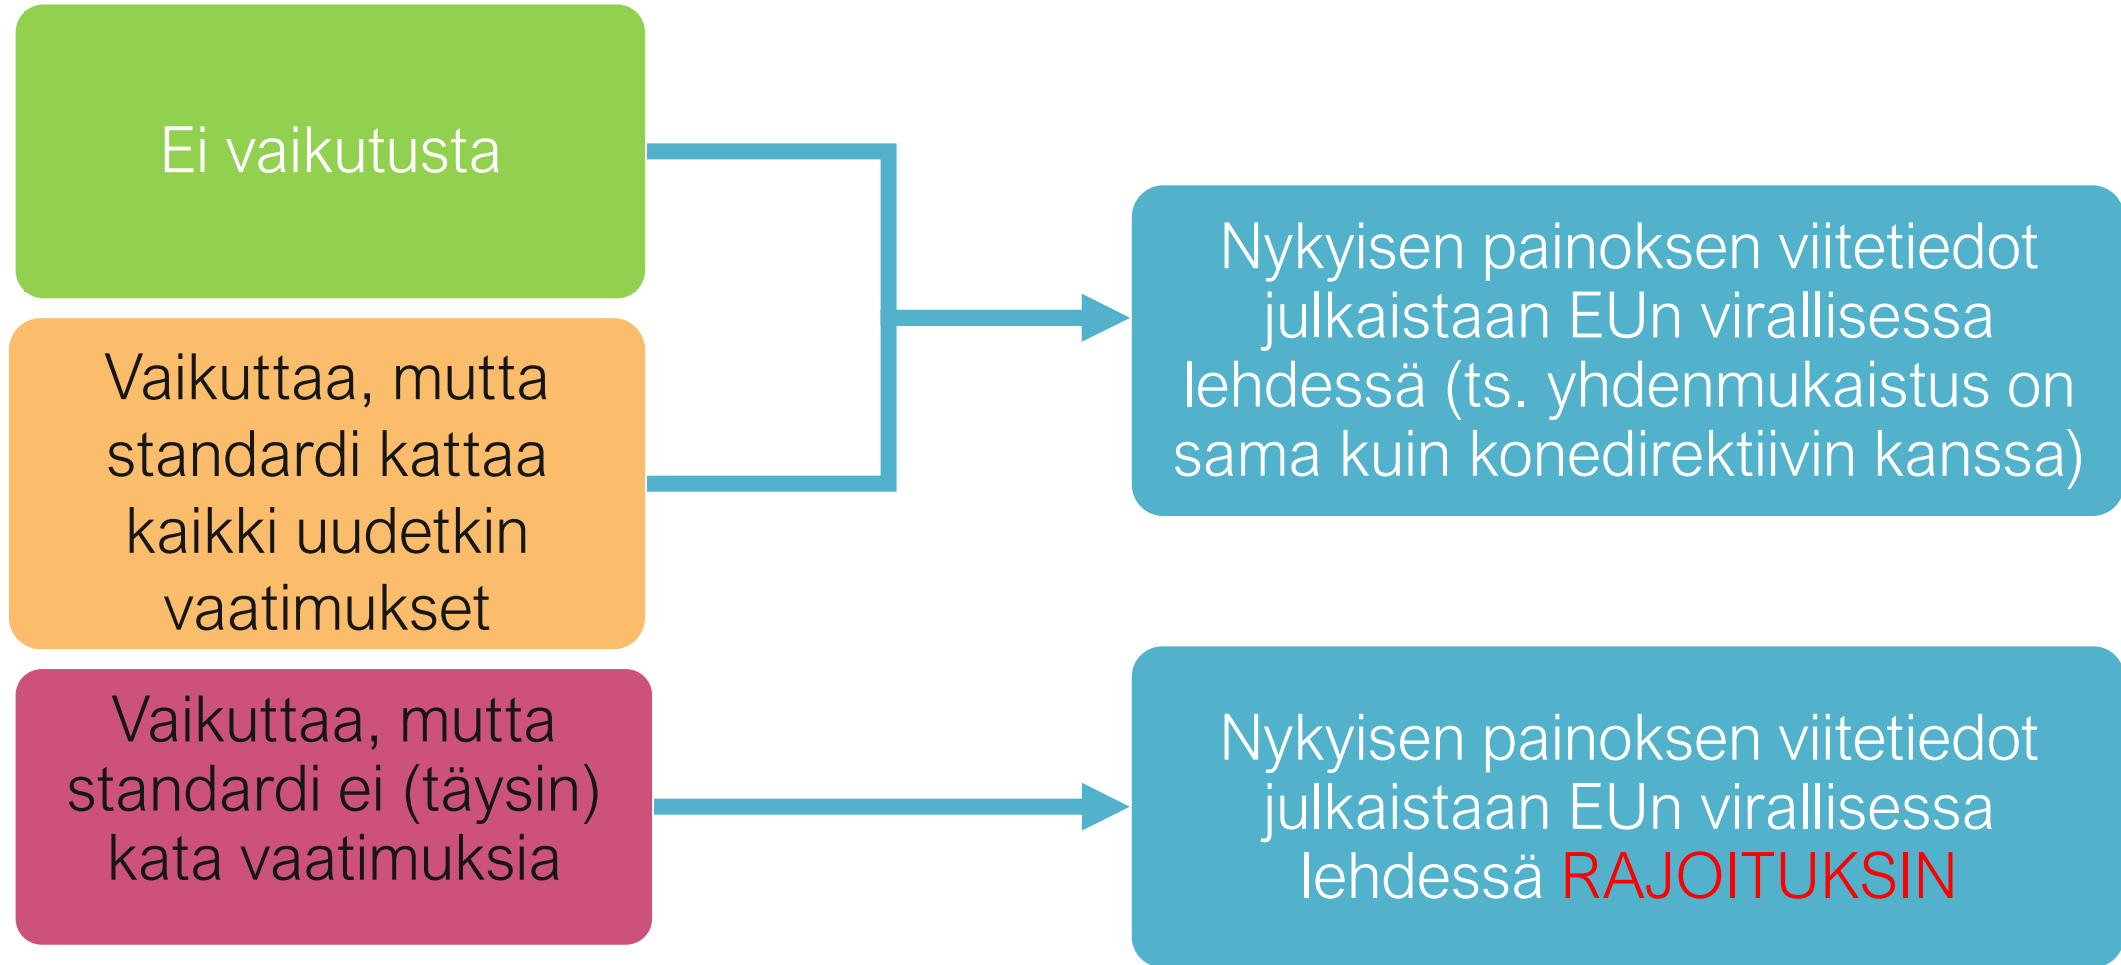 Ei vaikutusta
Vaikuttaa, mutta
standardi kattaa
kaikki uudetkin
vaatimukset
Vaikuttaa, mutta
standardi ei (täysin)
kata vaatimuksia
Nykyisen painoksen viitetiedot
julkaistaan EUn virallisessa
lehdessä (ts. yhdenmukaistus on
sama kuin konedirektiivin kanssa)
Nykyisen painoksen viitetiedot
julkaistaan EUn virallisessa
lehdessä RAJOITUKSIN